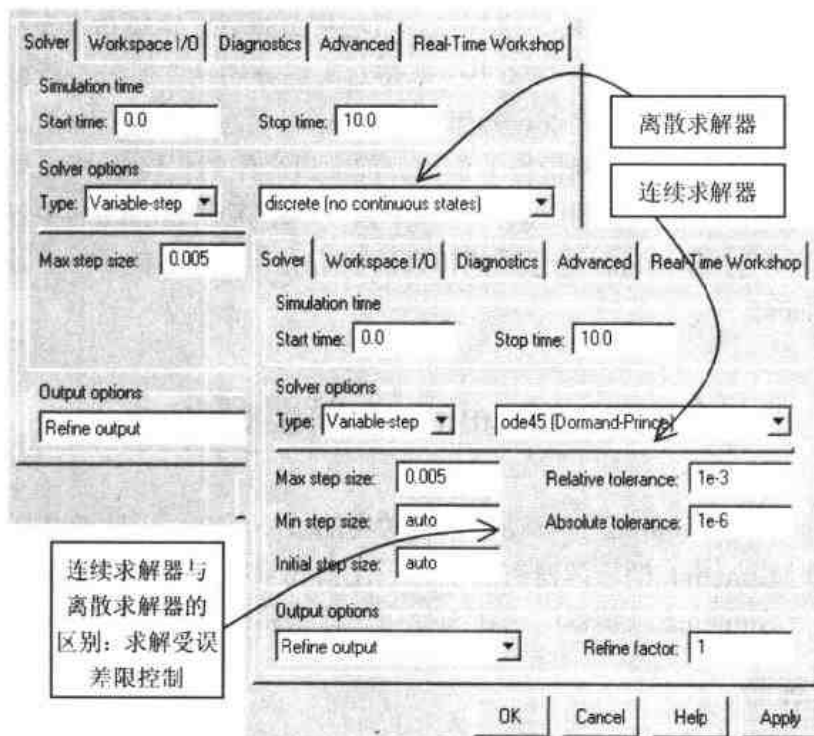 Solver Workspace I/O Diagnostics Advanced Real-Time Workshop
Simulation time
Start time: 0.0 Stop time: 10.0
Solver options
Type: Variable-step discrete (no continuous states)
Max step size: 0.005
Output options
Refine output
离散求解器
连续求解器
Solver Workspace I/O Diagnostics Advanced Real-Time Workshop
Simulation time
Start time: 0.0 Stop time: 10.0
Solver options
Type: Variable-step ode45 (Dormand-Prince)
Max step size: 0.005 Relative tolerance: 1e-3
Min step size: auto Absolute tolerance: 1e-6
Initial step size: auto
Output options
Refine output Refine factor: 1
OK Cancel Help Apply
连续求解器与
离散求解器的
区别：求解受误
差限控制